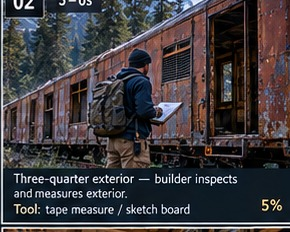 02
Three-quarter exterior — builder inspects
and measures exterior.
Tool: tape measure / sketch board
5%